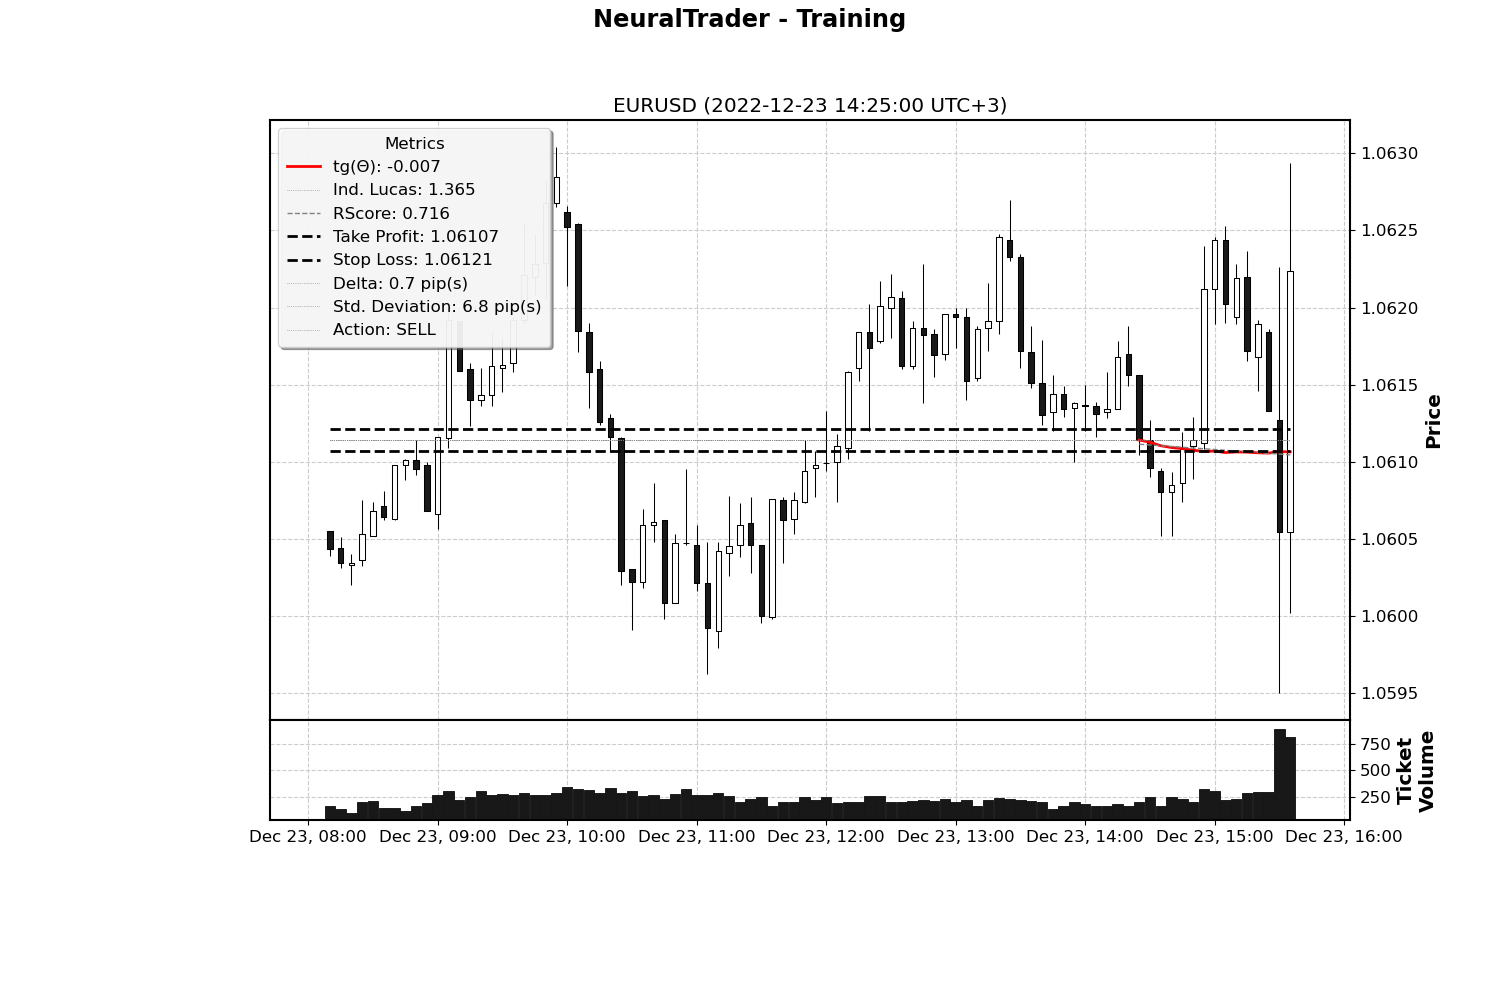 NeuralTrader - Training
EURUSD (2022-12-23 14:25:00 UTC+3)
Metrics
tg(Θ): -0.007
Ind. Lucas: 1.365
RScore: 0.716
Take Profit: 1.06107
Stop Loss: 1.06121
Delta: 0.7 pip(s)
Std. Deviation: 6.8 pip(s)
Action: SELL
1.0630
1.0625
1.0620
1.0615
1.0610
1.0605
1.0600
1.0595
Price
750
500
250
Ticket
Volume
Dec 23, 08:00 Dec 23, 09:00 Dec 23, 10:00 Dec 23, 11:00 Dec 23, 12:00 Dec 23, 13:00 Dec 23, 14:00 Dec 23, 15:00 Dec 23, 16:00